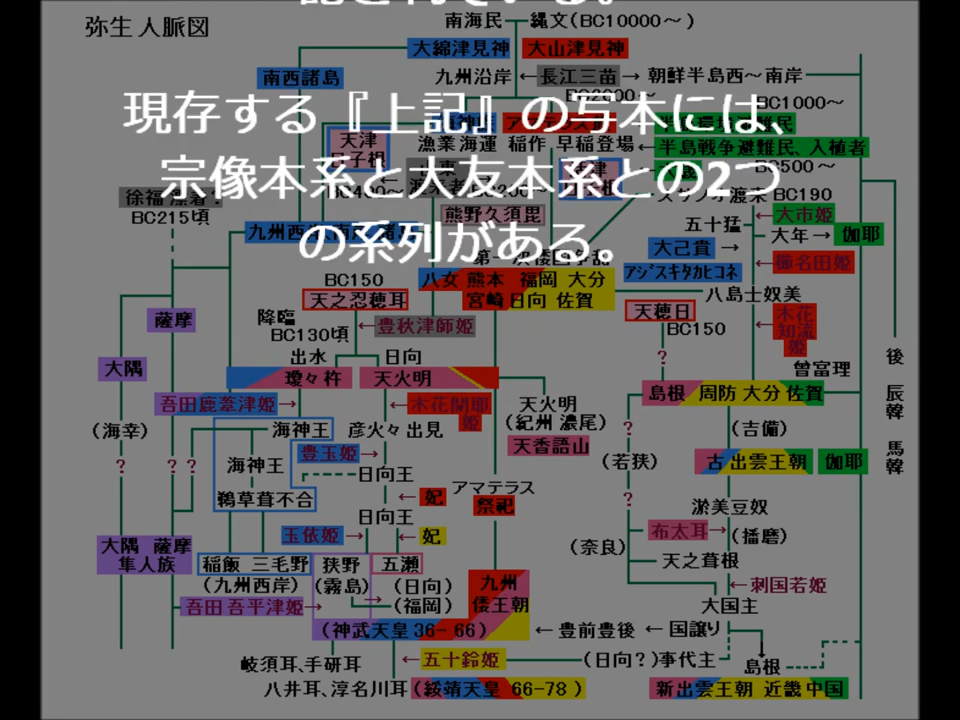 弥生 人脈図
南海民
縄文(BC10000～)
大綿津見神
大山津見神
南西諸島
九州沿岸
←長江三苗→
朝鮮半島西～南岸
現存する『上記』の写本には、
宗像本系と大友本系との2つ
の系列がある。
BC1000～
天津
漁業 海運 稲作 早稲登場
←半島戦争避難民、入植者
BC500～
BC215頃
熊野久須毘
渡来 BC190
五十猛
←大市姫
大年→
伽耶
大己貴→
アジスキタカヒコネ
←櫛名田姫
BC150
天之忍穂耳
八女 熊本 福岡 大分
宮崎 日向 佐賀
八島士奴美
天穂日
BC150
←木花
知流
姫
薩摩
降臨
BC130頃
←豊秋津師姫
出水
日向
曽富理
後
辰
韓
馬
韓
大隅
瓊々杵
天火明
島根
周防 大分 佐賀
吾田鹿葦津姫→
←木花開耶
姫
天火明
(紀州 濃尾)
天香語山
(海幸)
海神王
彦火々出見
(吉備)
豊玉姫→
海神王
日向王
(若狭)
古出雲王朝
伽耶
鵜草葺不合
←妃
アマテラス
祭祀
淤美豆奴
日向王
玉依姫→
←妃
布太耳→
(播磨)
(奈良)
大隅 薩摩
隼人族
稲飯 三毛野
狭野
五瀬
天之葺根
(九州西岸)
(霧島)
(日向)
(福岡)
九州
倭王朝
←刺国若姫
吾田 吾平津姫→
大国主
(神武天皇36-66)
←豊前豊後
←国譲り
岐須耳、手研耳
←五十鈴姫
(日向?)事代主
島根
八井耳、渟名川耳
(綏靖天皇 66-78)
新出雲王朝 近畿 中国